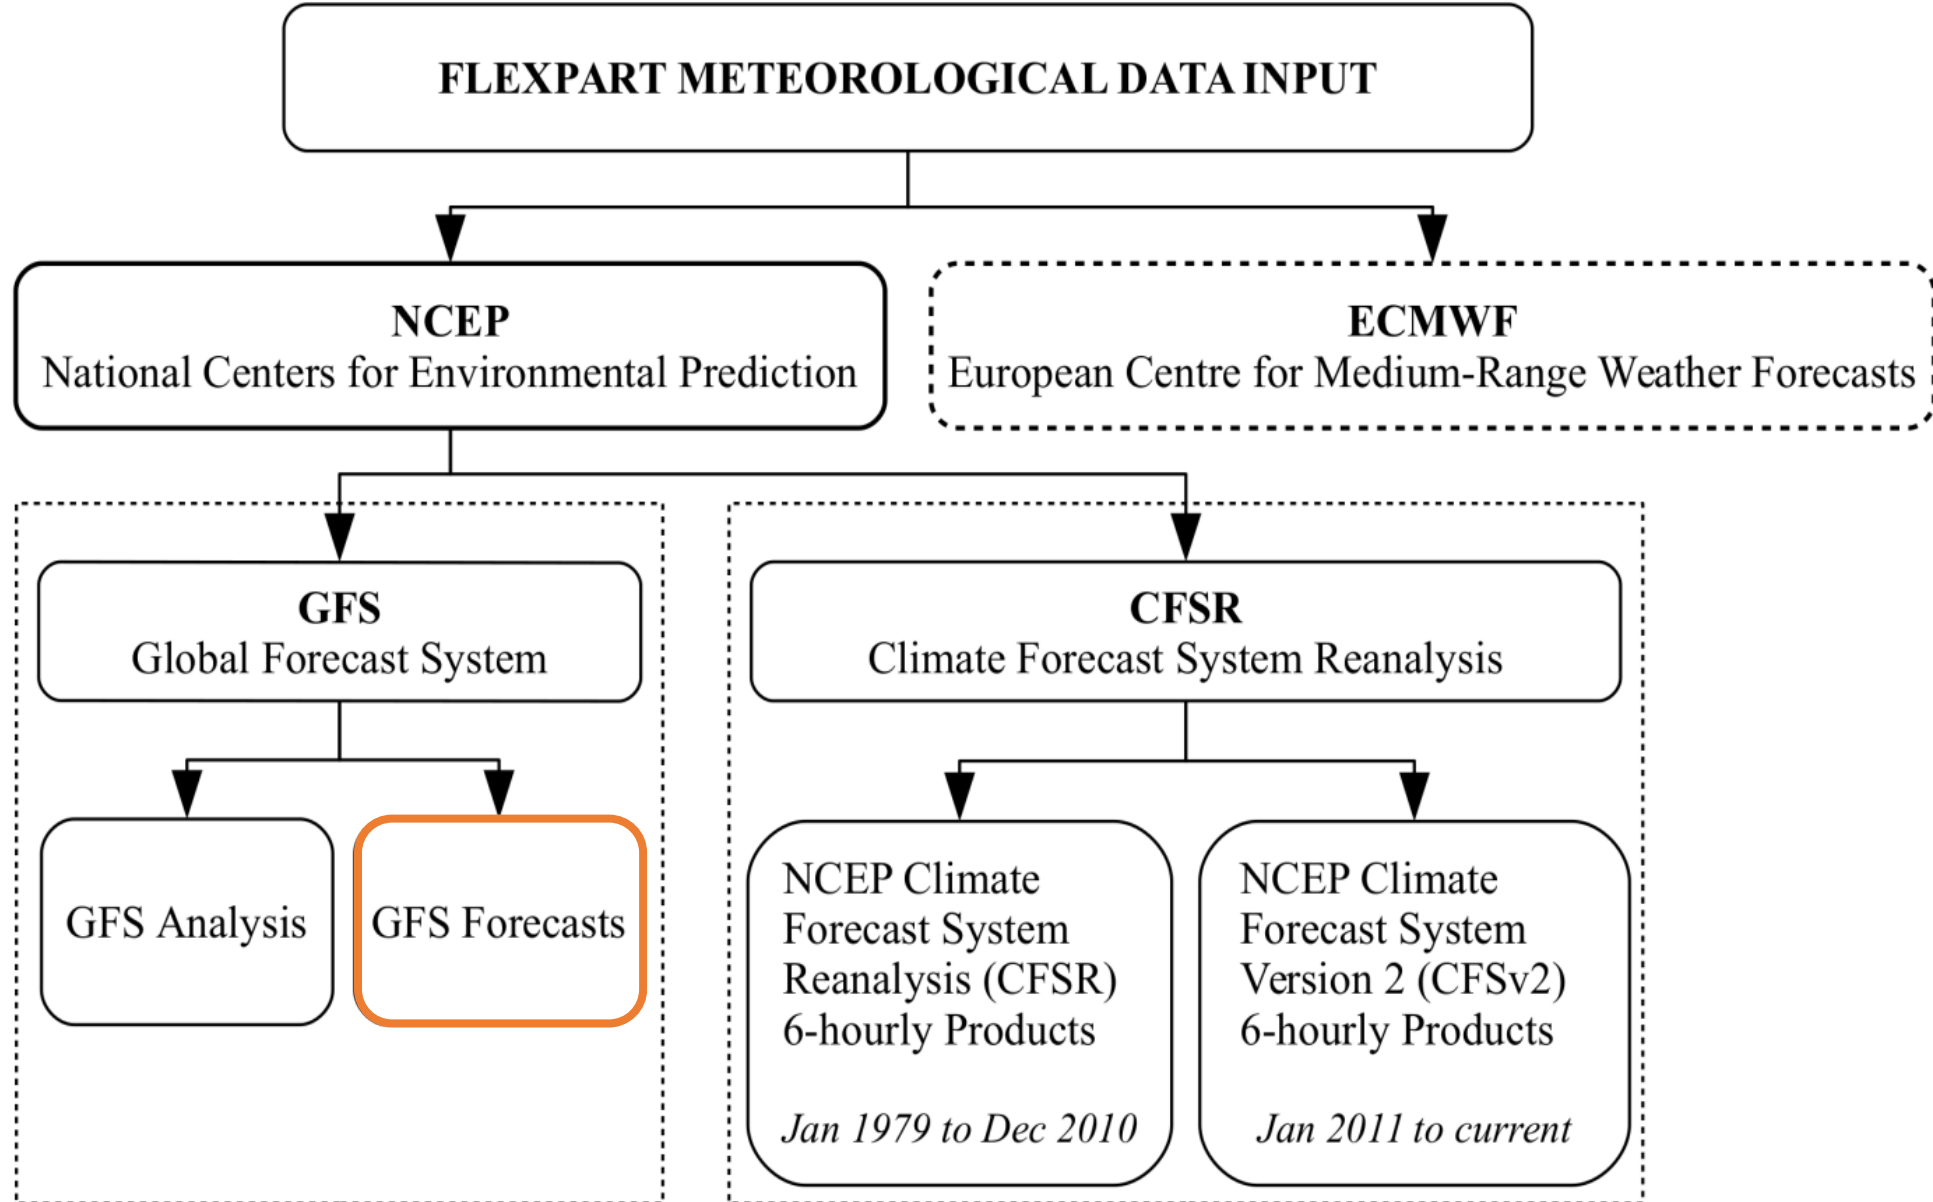 FLEXPART METEOROLOGICAL DATA INPUT
NCEP
National Centers for Environmental Prediction
ECMWF
European Centre for Medium-Range Weather Forecasts
GFS
Global Forecast System
CFSR
Climate Forecast System Reanalysis
GFS Analysis
GFS Forecasts
NCEP Climate
Forecast System
Reanalysis (CFSR)
6-hourly Products
Jan 1979 to Dec 2010
NCEP Climate
Forecast System
Version 2 (CFSv2)
6-hourly Products
Jan 2011 to current